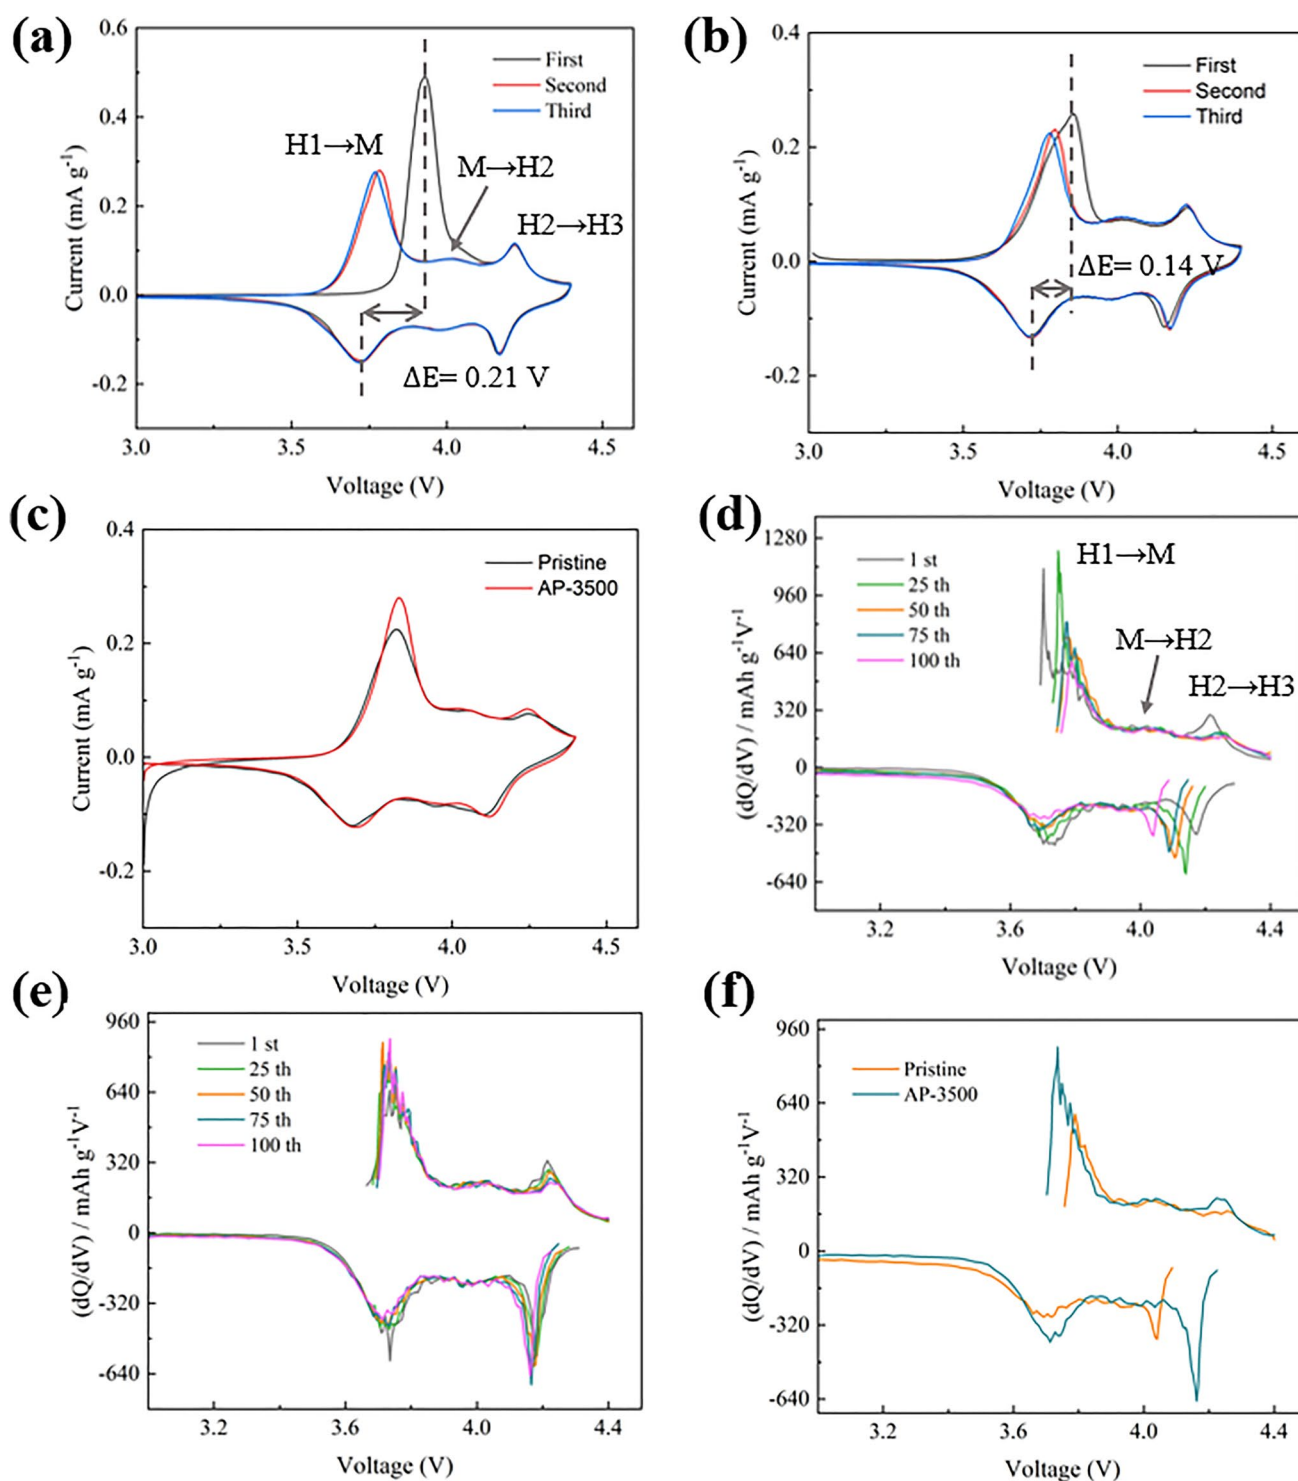 (a)
0.6
0.4
0.2
0.0
-0.2
Current (mA g⁻¹)
First
Second
Third
H1→M
M→H2
H2→H3
ΔE= 0.21 V
3.0
3.5
4.0
4.5
Voltage (V)
(b)
0.4
0.2
0.0
-0.2
Current (mA g⁻¹)
First
Second
Third
ΔE= 0.14 V
3.0
3.5
4.0
4.5
Voltage (V)
(c)
0.4
0.2
0.0
-0.2
Current (mA g⁻¹)
Pristine
AP-3500
3.0
3.5
4.0
4.5
Voltage (V)
(d)
1280
960
640
320
0
-320
-640
(dQ/dV) / mAh g⁻¹V⁻¹
1 st
25 th
50 th
75 th
100 th
H1→M
M→H2
H2→H3
3.2
3.6
4.0
4.4
Voltage (V)
(e)
960
640
320
0
-320
-640
(dQ/dV) / mAh g⁻¹V⁻¹
1 st
25 th
50 th
75 th
100 th
3.2
3.6
4.0
4.4
Voltage (V)
(f)
960
640
320
0
-320
-640
(dQ/dV) / mAh g⁻¹V⁻¹
Pristine
AP-3500
3.2
3.6
4.0
4.4
Voltage (V)